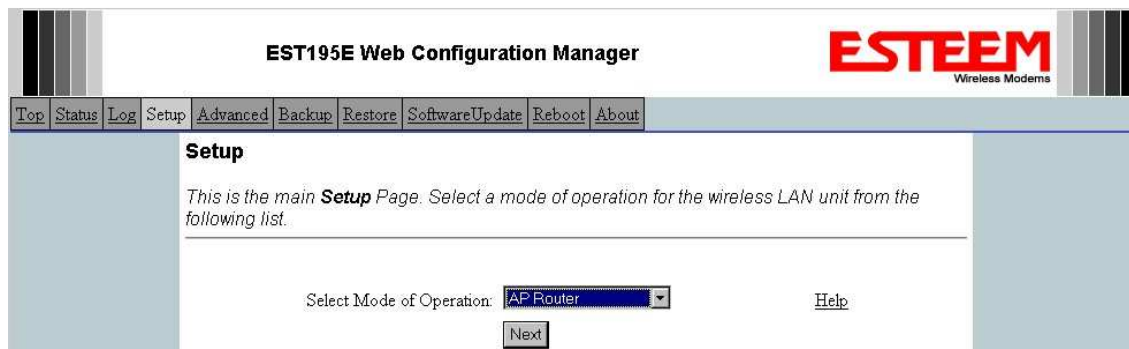 EST195E Web Configuration Manager
ESTEEM
Wireless Modems
Top Status Log Setup Advanced Backup Restore SoftwareUpdate Reboot About
Setup
This is the main Setup Page. Select a mode of operation for the wireless LAN unit from the
following list.
Select Mode of Operation: AP Router Help
Next